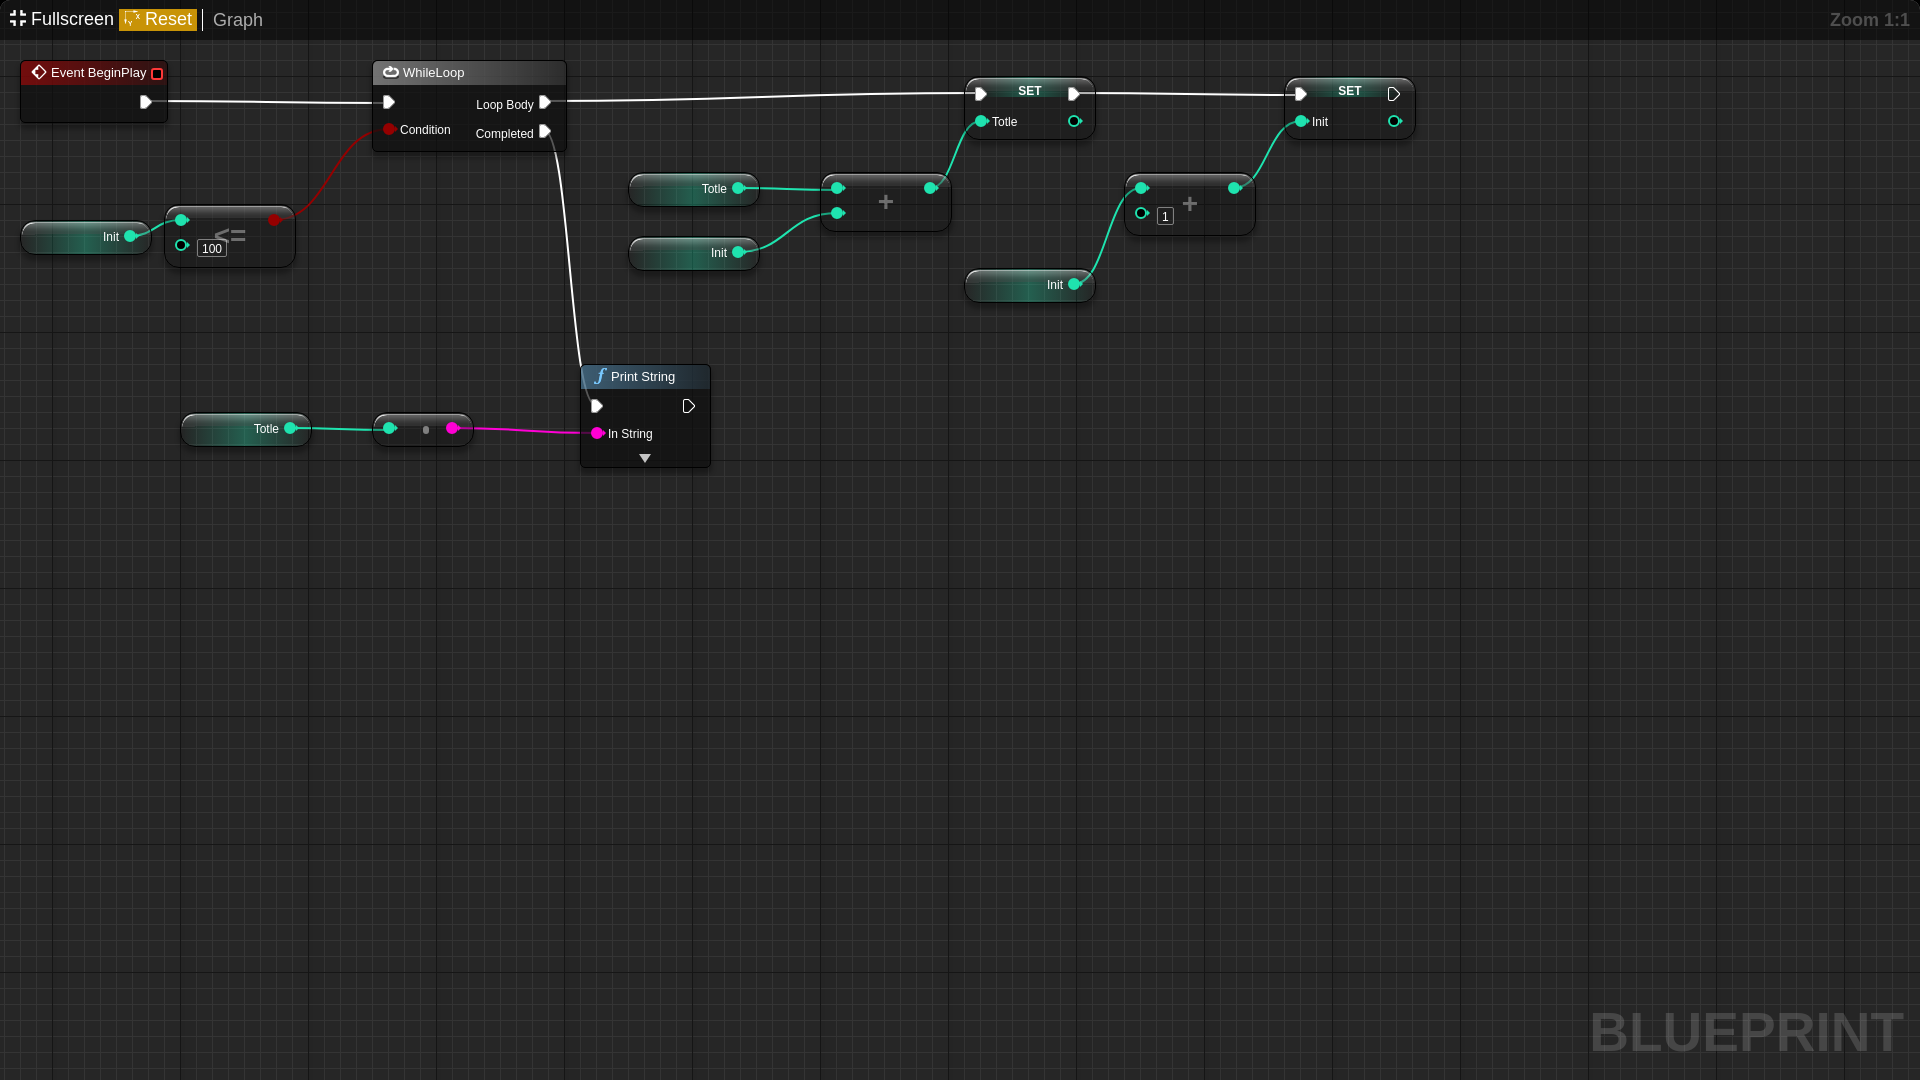 Fullscreen Reset Graph Zoom 1:1
Event BeginPlay
WhileLoop
Loop Body
Condition
Completed
SET
Totle
SET
Init
Totle
Init
+
+
1
Init
Init
<=
100
Print String
In String
Totle
BLUEPRINT